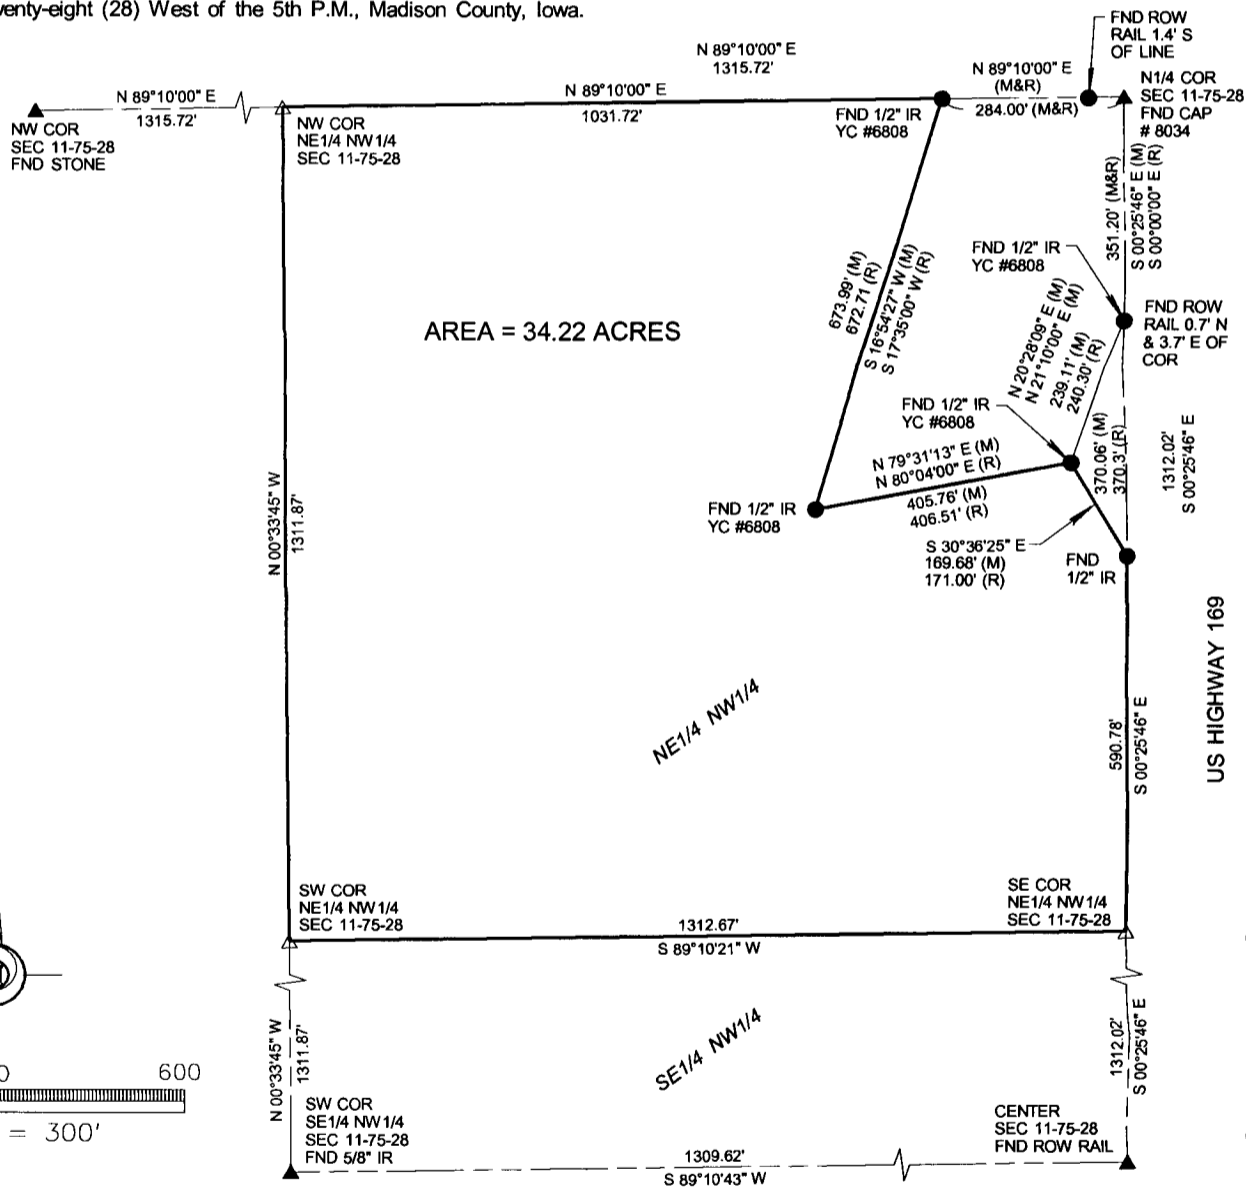 venty-eight (28) West of the 5th P.M., Madison County, Iowa.
FND ROW
RAIL 1.4' S
OF LINE
N 89°10'00" E
1315.72'
N 89°10'00" E
(M&R)
284.00' (M&R)
N1/4 COR
SEC 11-75-28
FND CAP
# 8034
N 89°10'00" E
1315.72'
N 89°10'00" E
1031.72'
NW COR
SEC 11-75-28
FND STONE
NW COR
NE1/4 NW1/4
SEC 11-75-28
FND 1/2" IR
YC #6808
351.20' (M&R)
S 00°25'46" E (M)
S 00°00'00" E (R)
FND 1/2" IR
YC #6808
673.99' (M)
672.71 (R)
S 16°54'27" W (M)
S 17°35'00" W (R)
FND ROW
RAIL 0.7' N
& 3.7' E OF
COR
AREA = 34.22 ACRES
N 20°28'09" E (M)
N 21°10'00" E (M)
239.11' (M)
240.30' (R)
FND 1/2" IR
YC #6808
370.06' (M)
370.3' (R)
1312.02'
S 00°25'46" E
N 79°31'13" E (M)
N 80°04'00" E (R)
405.76' (M)
406.51' (R)
FND 1/2" IR
YC #6808
S 30°36'25" E
169.68' (M)
171.00' (R)
FND
1/2" IR
N 00°33'45" W
1311.87'
US HIGHWAY 169
NE1/4 NW1/4
590.78'
S 00°25'46" E
SW COR
NE1/4 NW1/4
SEC 11-75-28
SE COR
NE1/4 NW1/4
SEC 11-75-28
1312.67'
S 89°10'21" W
SE1/4 NW1/4
N 00°33'45" W
1311.87'
1312.02'
S 00°25'46" E
0
600
= 300'
SW COR
SE1/4 NW1/4
SEC 11-75-28
FND 5/8" IR
CENTER
SEC 11-75-28
FND ROW RAIL
1309.62'
S 89°10'43" W